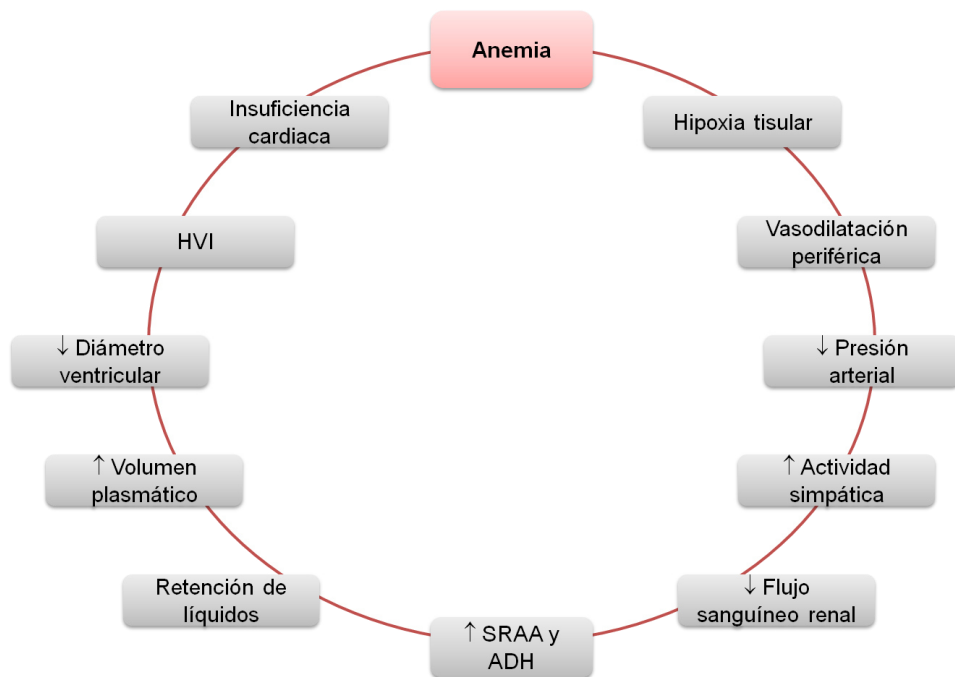 Anemia
Hipoxia tisular
Vasodilatación
periférica
↓ Presión
arterial
↑ Actividad
simpática
↓ Flujo
sanguíneo renal
↑ SRAA y
ADH
Retención de
líquidos
↑ Volumen
plasmático
↓ Diámetro
ventricular
HVI
Insuficiencia
cardiaca